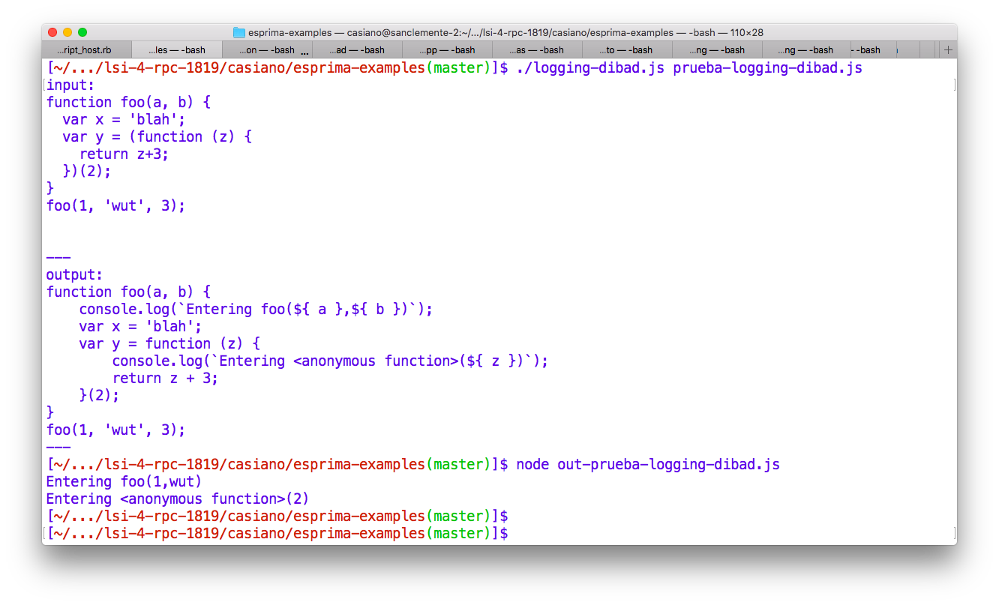 esprima-examples — casiano@sanclemente-2:~/.../lsi-4-rpc-1819/casiano/esprima-examples — -bash — 110×28
...ript_host.rb ...les — -bash ...on — -bash ... ...ad — -bash ...pp — -bash ...as — -bash ...to — -bash ...ng — -bash ...ng — -bash - -bash +
[~/.../lsi-4-rpc-1819/casiano/esprima-examples(master)]$ ./logging-dibad.js prueba-logging-dibad.js
input:
function foo(a, b) {
  var x = 'blah';
  var y = (function (z) {
    return z+3;
  })(2);
}
foo(1, 'wut', 3);
---
output:
function foo(a, b) {
    console.log(`Entering foo(${ a },${ b })`);
    var x = 'blah';
    var y = function (z) {
        console.log(`Entering <anonymous function>(${ z })`);
        return z + 3;
    }(2);
}
foo(1, 'wut', 3);
---
[~/.../lsi-4-rpc-1819/casiano/esprima-examples(master)]$ node out-prueba-logging-dibad.js
Entering foo(1,wut)
Entering <anonymous function>(2)
[~/.../lsi-4-rpc-1819/casiano/esprima-examples(master)]$
[~/.../lsi-4-rpc-1819/casiano/esprima-examples(master)]$